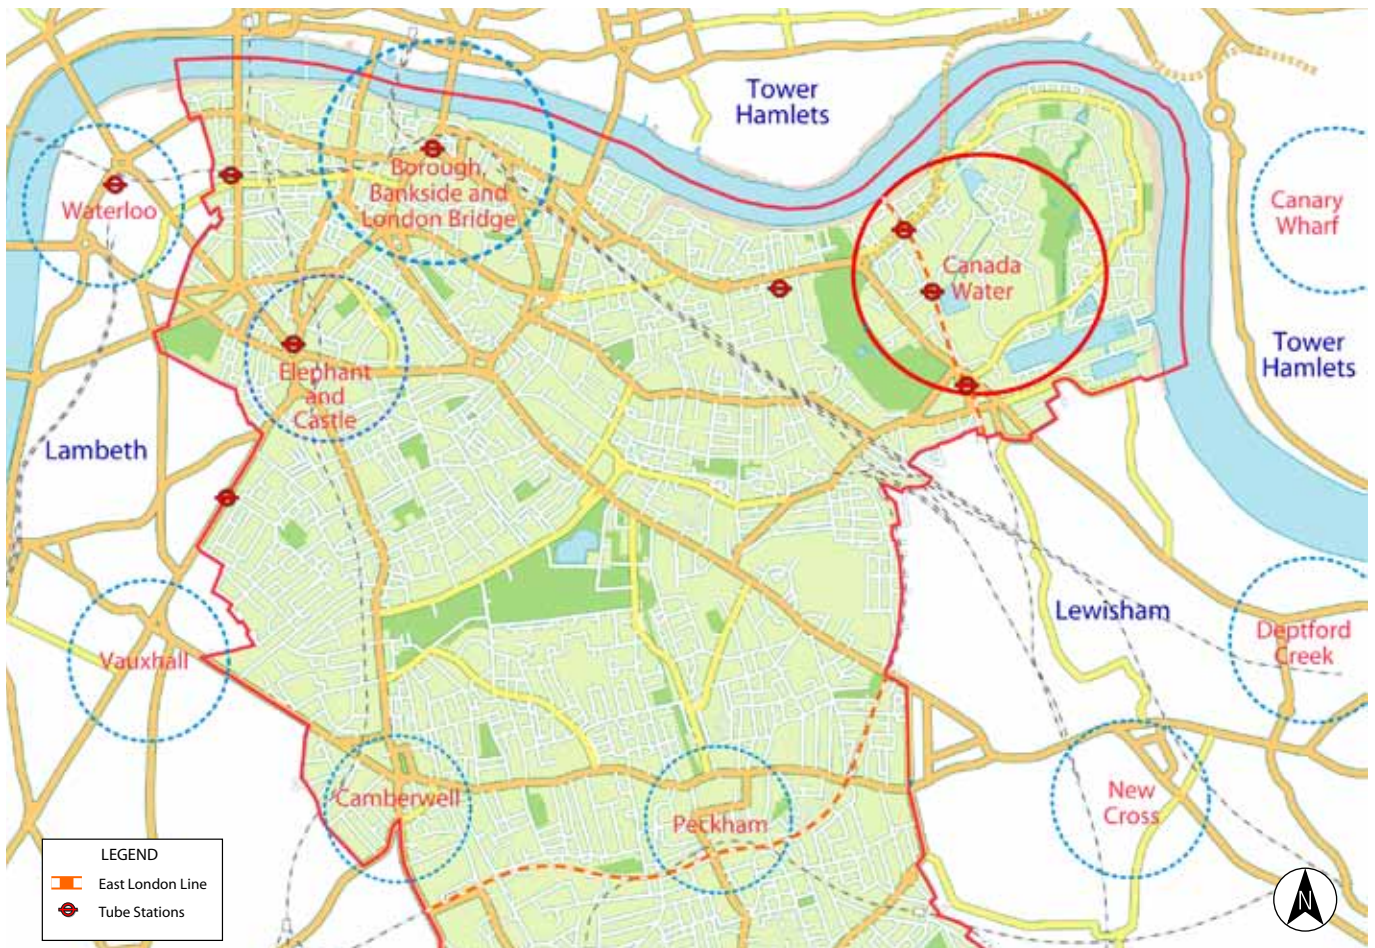 Tower
Hamlets
Borough,
Bankside and
London Bridge
Waterloo
Canary
Wharf
Canada
Water
Tower
Hamlets
Elephant
and
Castle
Lambeth
Lewisham
Deptford
Creek
Vauxhall
Camberwell
Peckham
New
Cross
LEGEND
East London Line
Tube Stations
N